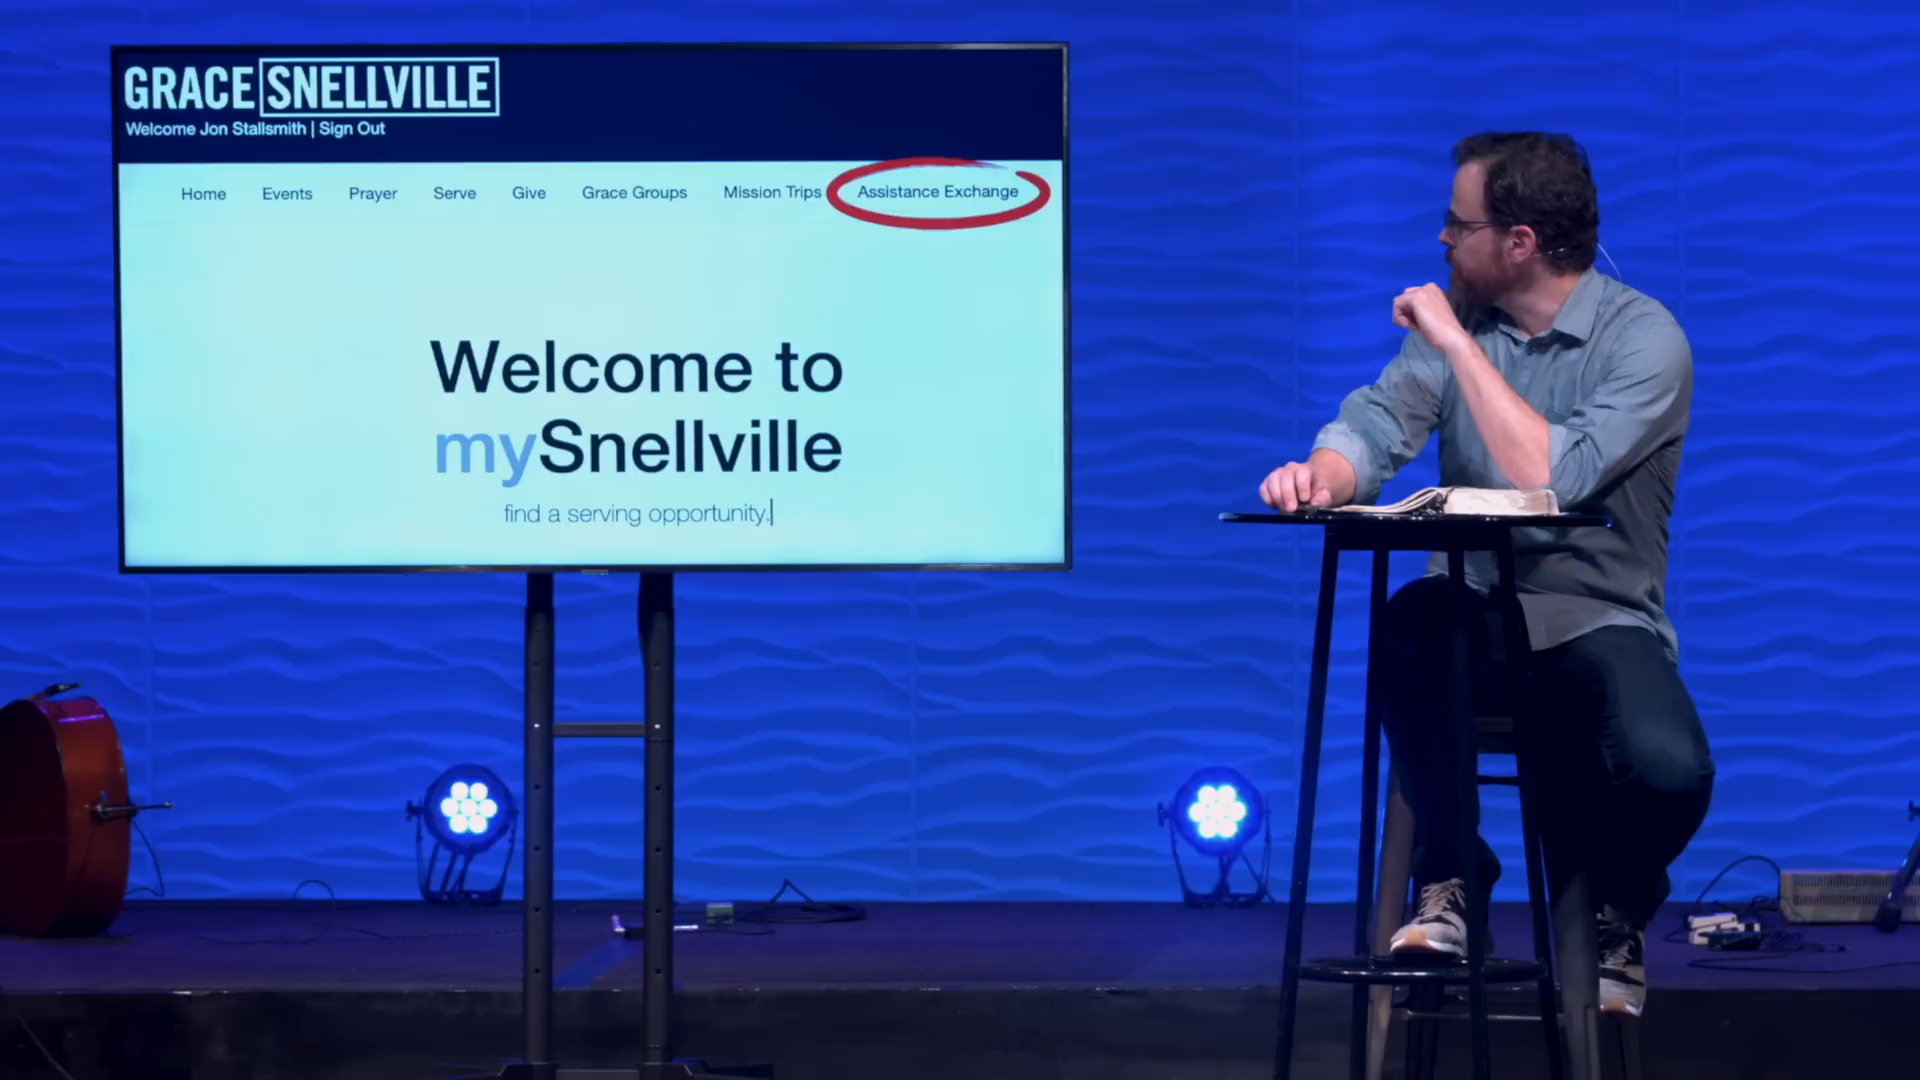 GRACE SNELLVILLE
Welcome Jon Stallsmith | Sign Out
Home Events Prayer Serve Give Grace Groups Mission Trips Assistance Exchange
Welcome to
mySnellville
find a serving opportunity.|